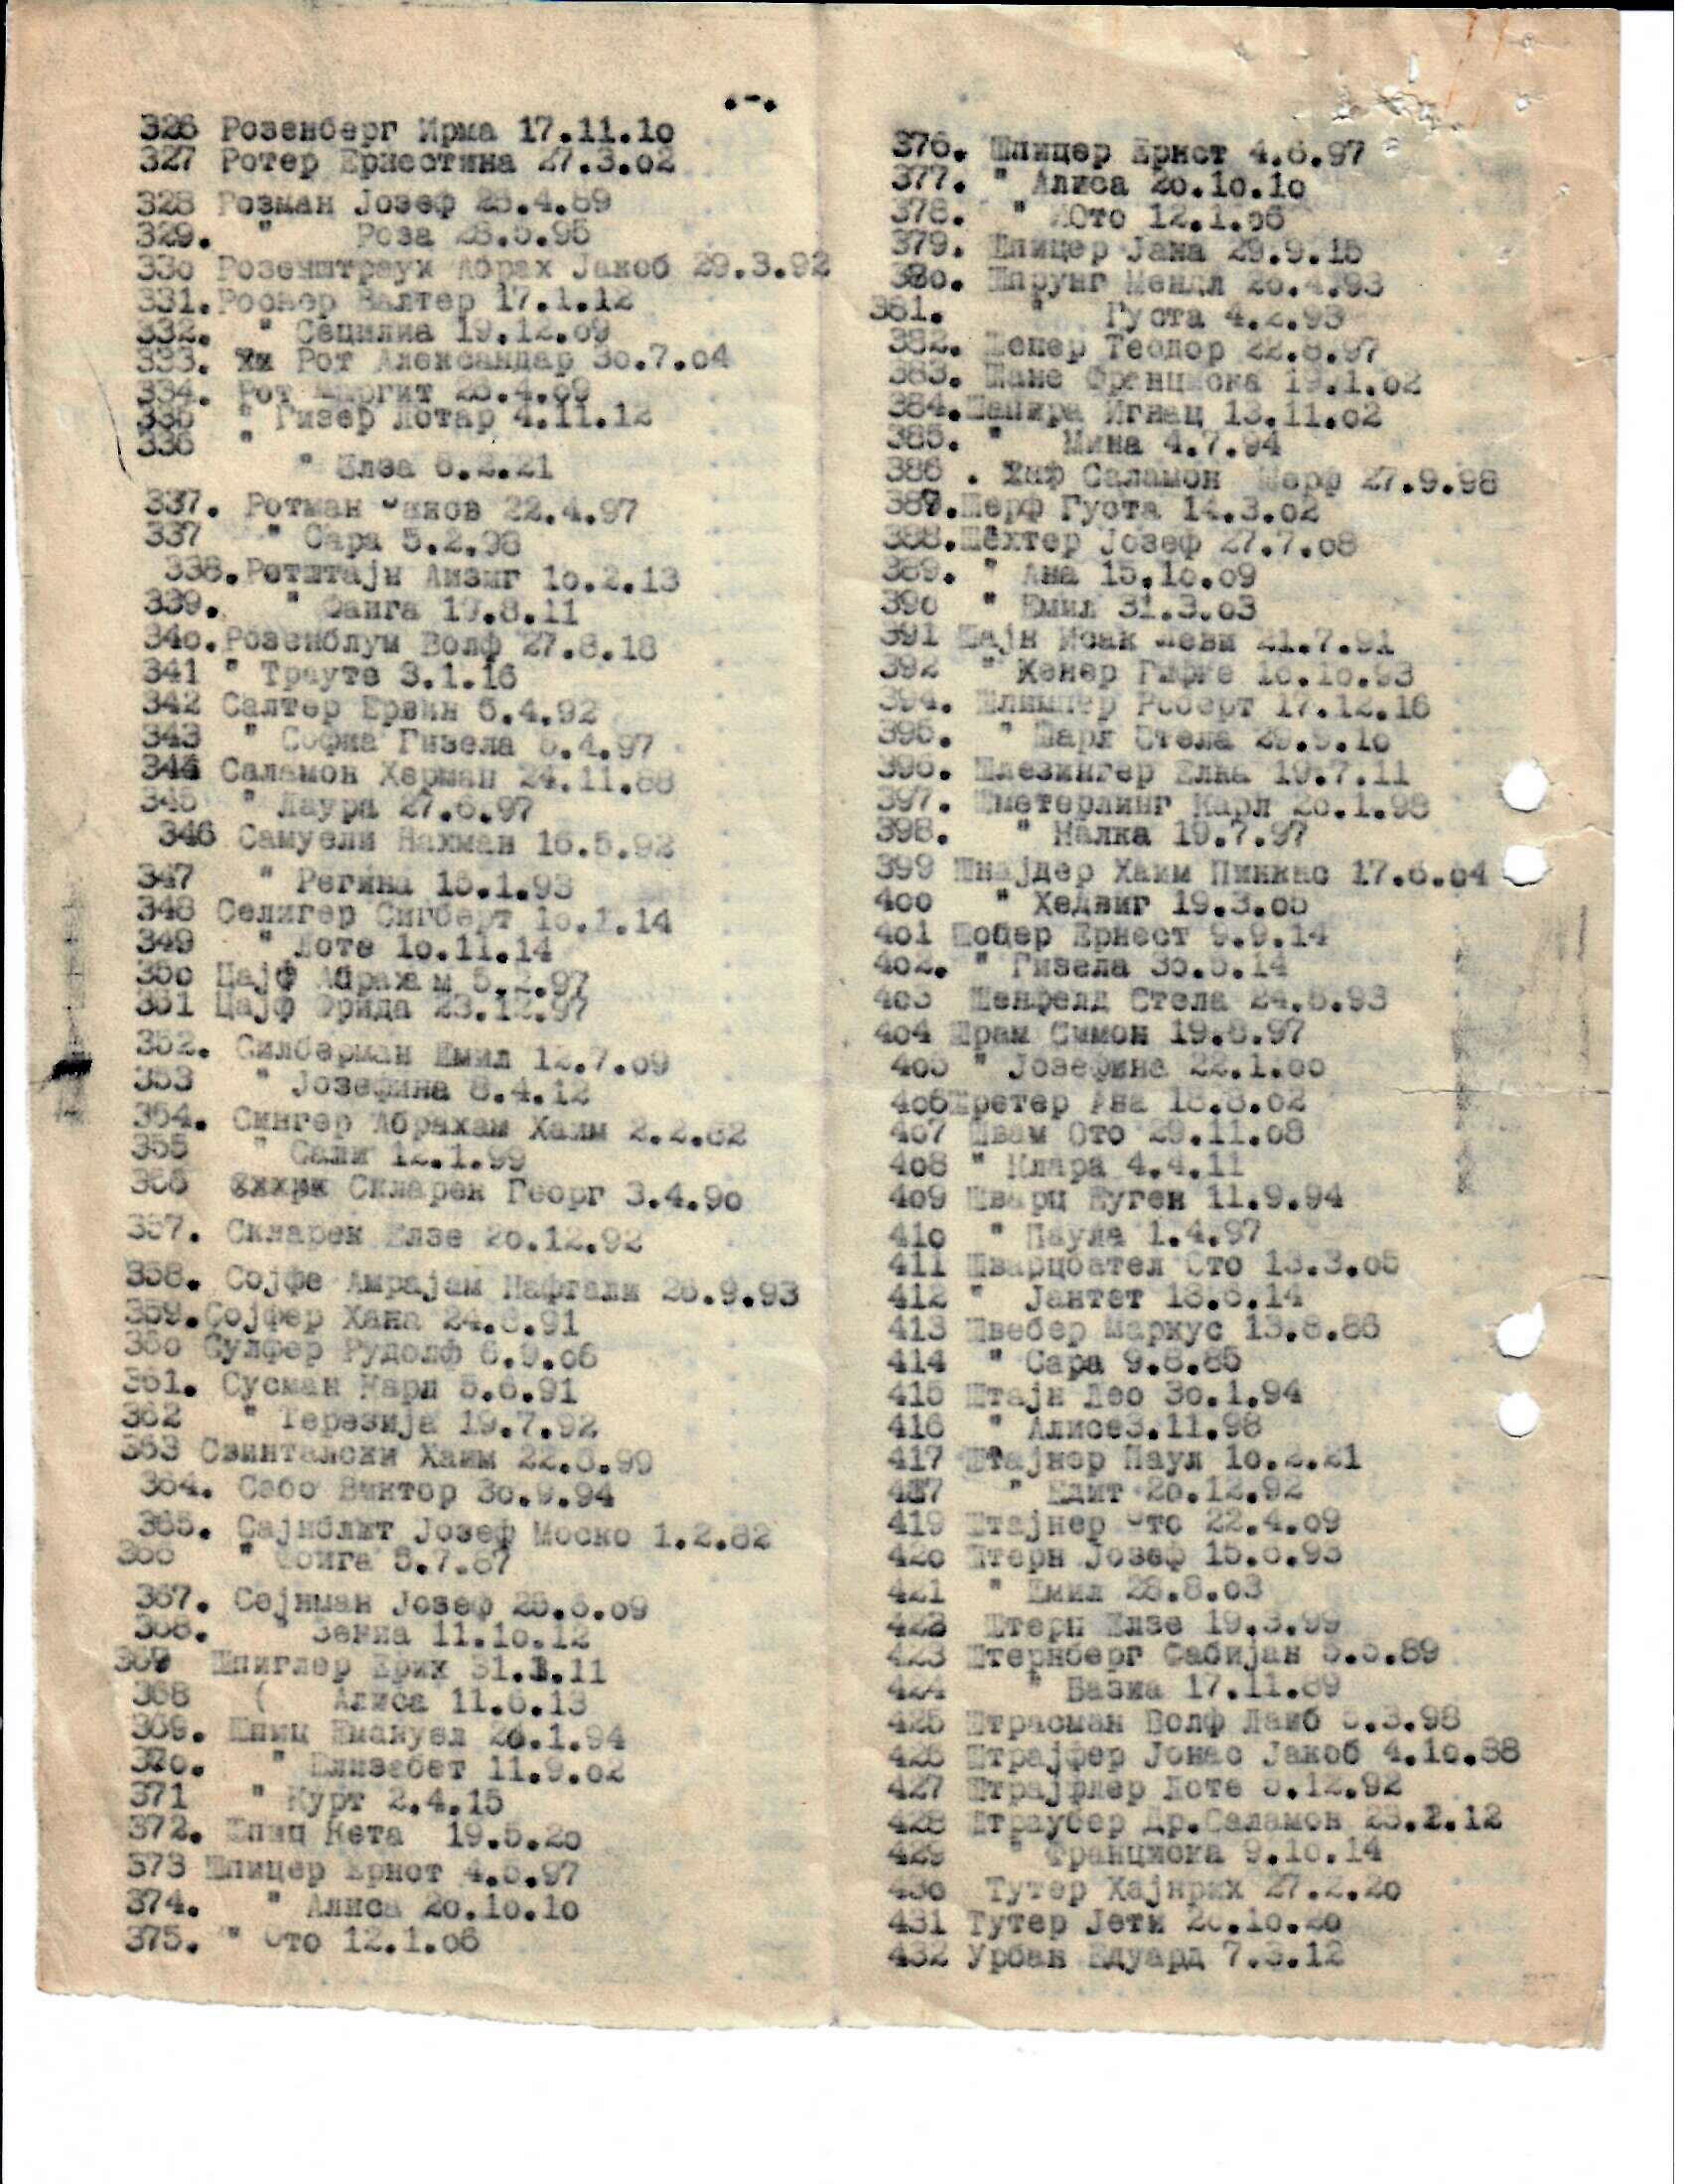 .-.
326 Розенберг Ирма 17.11.1о
327 Ротер Ернестина 27.3.о2
328 Розман Јозеф 28.4.89
329. " Роза 28.5.95
33о Розенштраух Абрах Јакоб 29.3.92
331.Роснер Валтер 17.1.12
332. " Сецилиа 19.12.о9
333. Рот Александар 3о.7.о4
334. Рот Маргит 28.4.о9
335 " Гизер Лотар 4.11.12
336 "
" Елза 6.2.21
337. Ротман 22.4.97
337 " Сара 5.2.98
338.Ротштајн Аизиг 1о.2.13
339. " Фанга 19.8.11
34о.Розенблум Волф 27.8.18
341 " Трауте 3.1.16
342 Салтер Ервин 5.4.92
343 " Софиа Гизела 5.4.97
344 Саламон Херман 24.11.88
345 " Лаура 27.6.97
346 Самуели Нахман 16.5.92
347 " Регина 15.1.93
348 Селигер Сигберт 1о.1.14
349 " Лоте 1о.11.14
35о Цајф Абрахам 5.2.97
351 Цајф Фрида 23.12.97
352. Силберман Емил 12.7.о9
353 " Јозефина 8.4.12
354. Сингер Абрахам Хаим 2.2.82
355 " Сали 12.1.99
356 Скларек Георг 3.4.9о
357. Скларек Елзе 2о.12.92
358. Сојфе Амрајам Нафтали 26.9.93
359.Сојфер Хана 24.6.91
36о Сулфер Рудолф 6.9.о6
361. Сусман Карл 5.6.91
362 " Терезија 19.7.92
363 Свинталски Хаим 22.6.99
364. Сабо Виктор 3о.9.94
365. Сајнблит Јозеф Моско 1.2.82
366 " 5.7.87
367. Сејнман Јозеф 25.6.о9
368. " Зениа 11.1о.12
369 Шпиглер Ерих 31.1.11
368 ( Алиса 11.6.13
369. Шпиц Емануел 26.1.94
37о. " Елизабет 11.9.о2
371 " Курт 2.4.15
372. Шпиц Кета 19.5.2о
373 Шпицер Ернст 4.6.97
374. " Алиса 2о.1о.1о
375. " Ото 12.1.о6
376. Шпицер Ернст 4.6.97
377. " Алиса 2о.1о.1о
378. " Ото 12.1.о6
379. Шпицер Јана 29.9.15
38о. Шпрунг Мендл 2о.4.93
381. " Густа 4.2.93
382. Шепер Теодор 22.8.97
383. Шане Франциска 19.1.о2
384.Шапира Игнац 13.11.о2
385. " Мина 4.7.94
386 . Саламон Шерф 27.9.98
387.Шерф Густа 14.3.о2
388.Шехтер Јозеф 27.7.о8
389. " Ана 15.1о.о9
39о " Емил 31.3.о3
391 Шајн Исак Леви 21.7.91
392 " Кенер 1о.1о.93
394. Шлимпер Роберт 17.12.16
395. " Шарл Стела 29.9.1о
396. Шлезингер Елка 19.7.11
397. Шметерлинг Карл 2о.1.98
398. " Малка 19.7.97
399 Шнајдер Хаим Пинкас 17.6.о4
4оо " Хедвиг 19.3.о5
4о1 Шобер Ернест 9.9.14
4о2. " Гизела 3о.5.14
4о3 Шенфелд Стела 24.5.93
4о4 Шрам Симон 19.8.97
4о5 " Јозефина 22.1.оо
4о6Шретер Ана 18.8.о2
4о7 Швам Ото 29.11.о8
4о8 " Клара 4.4.11
4о9 Шварц Еуген 11.9.94
41о " Паула 1.4.97
411 Шварцбател Ото 13.3.о5
412 " Јантет 18.6.14
413 Швебер Маркус 13.8.86
414 " Сара 9.8.85
415 Штајн Лео 3о.1.94
416 " Алисе3.11.98
417 Штајнер Паул 1о.2.21
417 " Едит 2о.12.92
419 Штајнер Ото 22.4.о9
42о Штерн Јозеф 15.6.93
421 " Емил 28.8.о3
422 Штерн Елзе 19.3.99
423 Штернберг Сабијан 5.5.89
424 " Базиа 17.11.89
425 Штрасман Волф Лаиб 5.3.98
426 Штрајфер Јонас Јакоб 4.1о.88
427 Штрајфлер Лоте 5.12.92
428 Штраубер Др.Саламон 23.2.12
429 " Франциска 9.1о.14
43о Тутер Хајнрих 27.2.2о
431 Тутер Јети 2о.1о.2о
432 Урбан Едуард 7.3.12